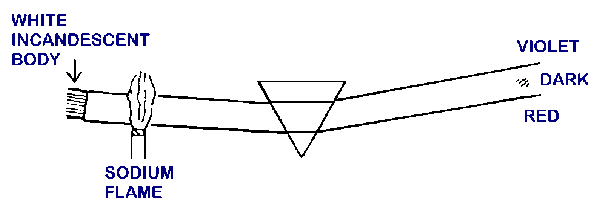 WHITE
INCANDESCENT
BODY
VIOLET
DARK
RED
SODIUM
FLAME